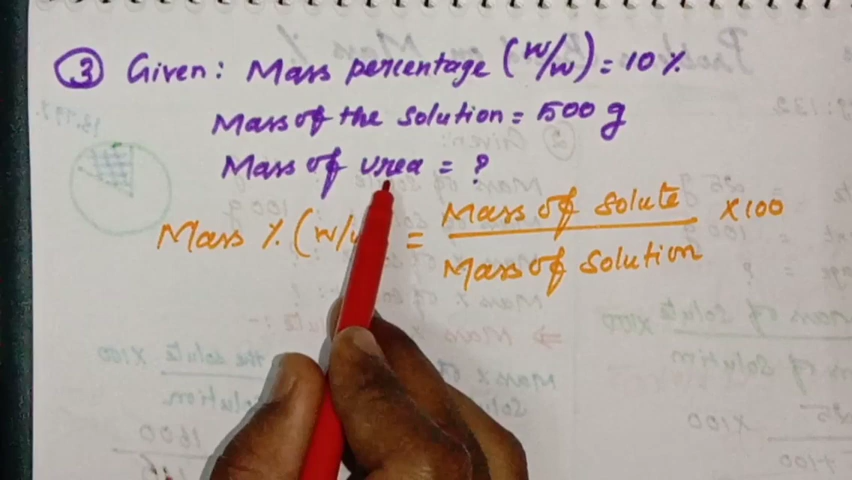 3 Given: Mass percentage (w/w) = 10 %
Mass of the solution = 500 g
Mass of urea = ?
Mass % (w/ = Mass of solute × 100
Mass of Solution